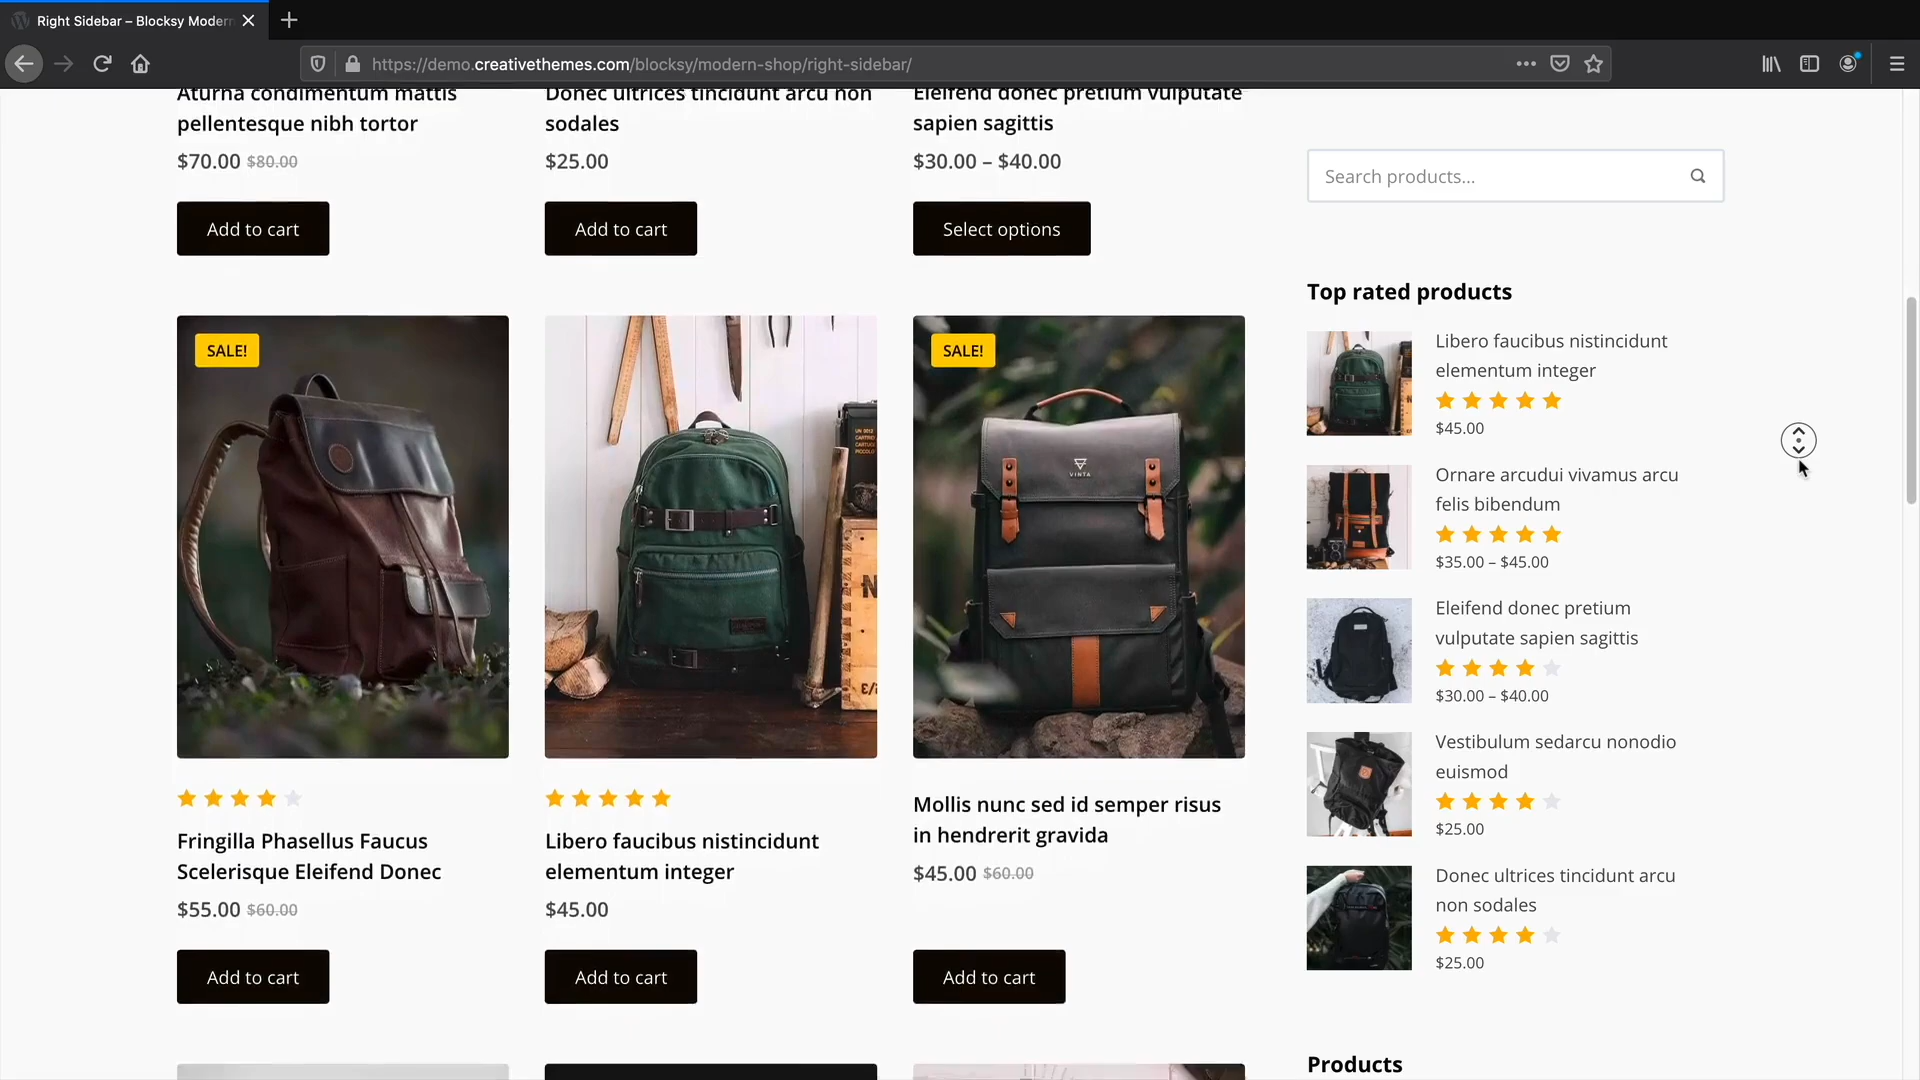 Right Sidebar – Blocksy Modern
https://demo.creativethemes.com/blocksy/modern-shop/right-sidebar/
Aturna condimentum mattis
pellentesque nibh tortor
$70.00 $80.00
Add to cart
Donec ultrices tincidunt arcu non
sodales
$25.00
Add to cart
Eleifend donec pretium vulputate
sapien sagittis
$30.00 – $40.00
Select options
SALE!
Fringilla Phasellus Faucus
Scelerisque Eleifend Donec
$55.00 $60.00
Add to cart
Libero faucibus nistincidunt
elementum integer
$45.00
Add to cart
SALE!
VINTA
Mollis nunc sed id semper risus
in hendrerit gravida
$45.00 $60.00
Add to cart
Search products...
Top rated products
Libero faucibus nistincidunt
elementum integer
$45.00
Ornare arcudui vivamus arcu
felis bibendum
$35.00 – $45.00
Eleifend donec pretium
vulputate sapien sagittis
$30.00 – $40.00
Vestibulum sedarcu nonodio
euismod
$25.00
Donec ultrices tincidunt arcu
non sodales
$25.00
Products